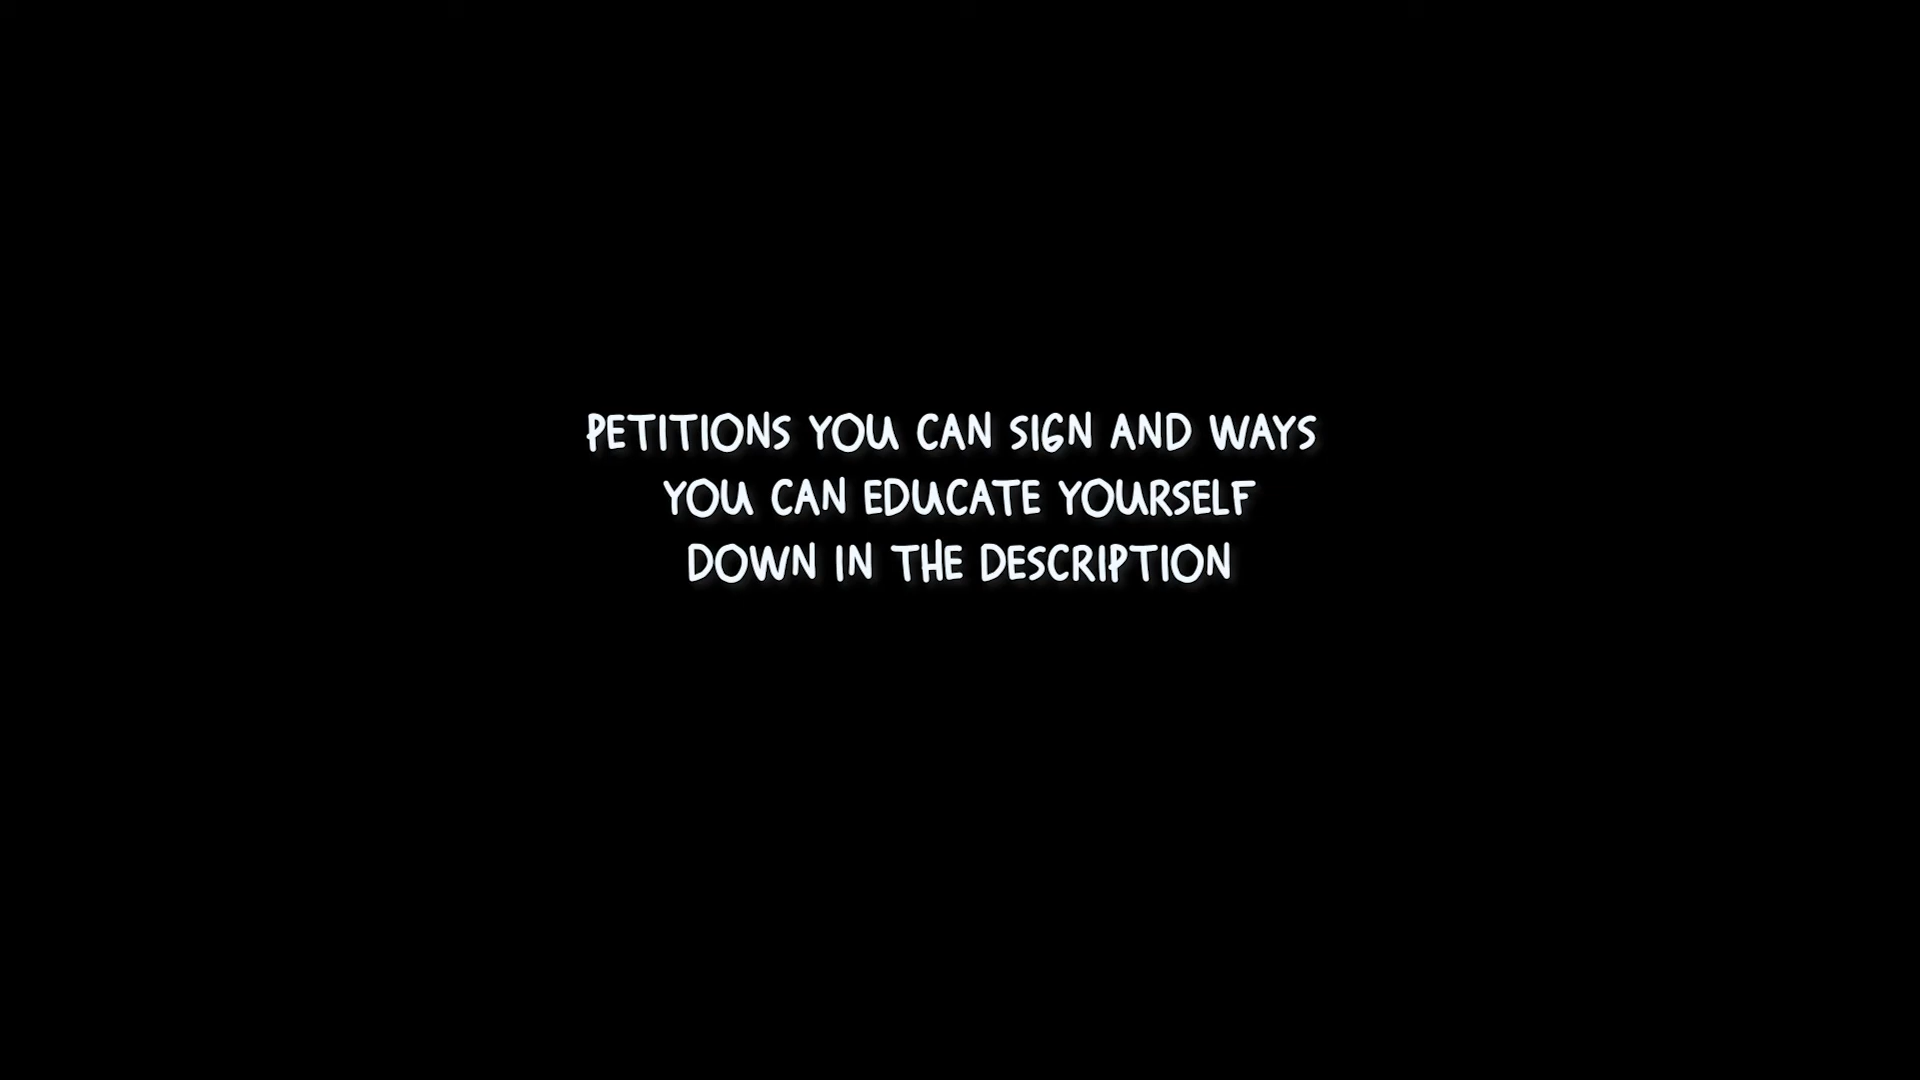 PETITIONS YOU CAN SIGN AND WAYS
YOU CAN EDUCATE YOURSELF
DOWN IN THE DESCRIPTION